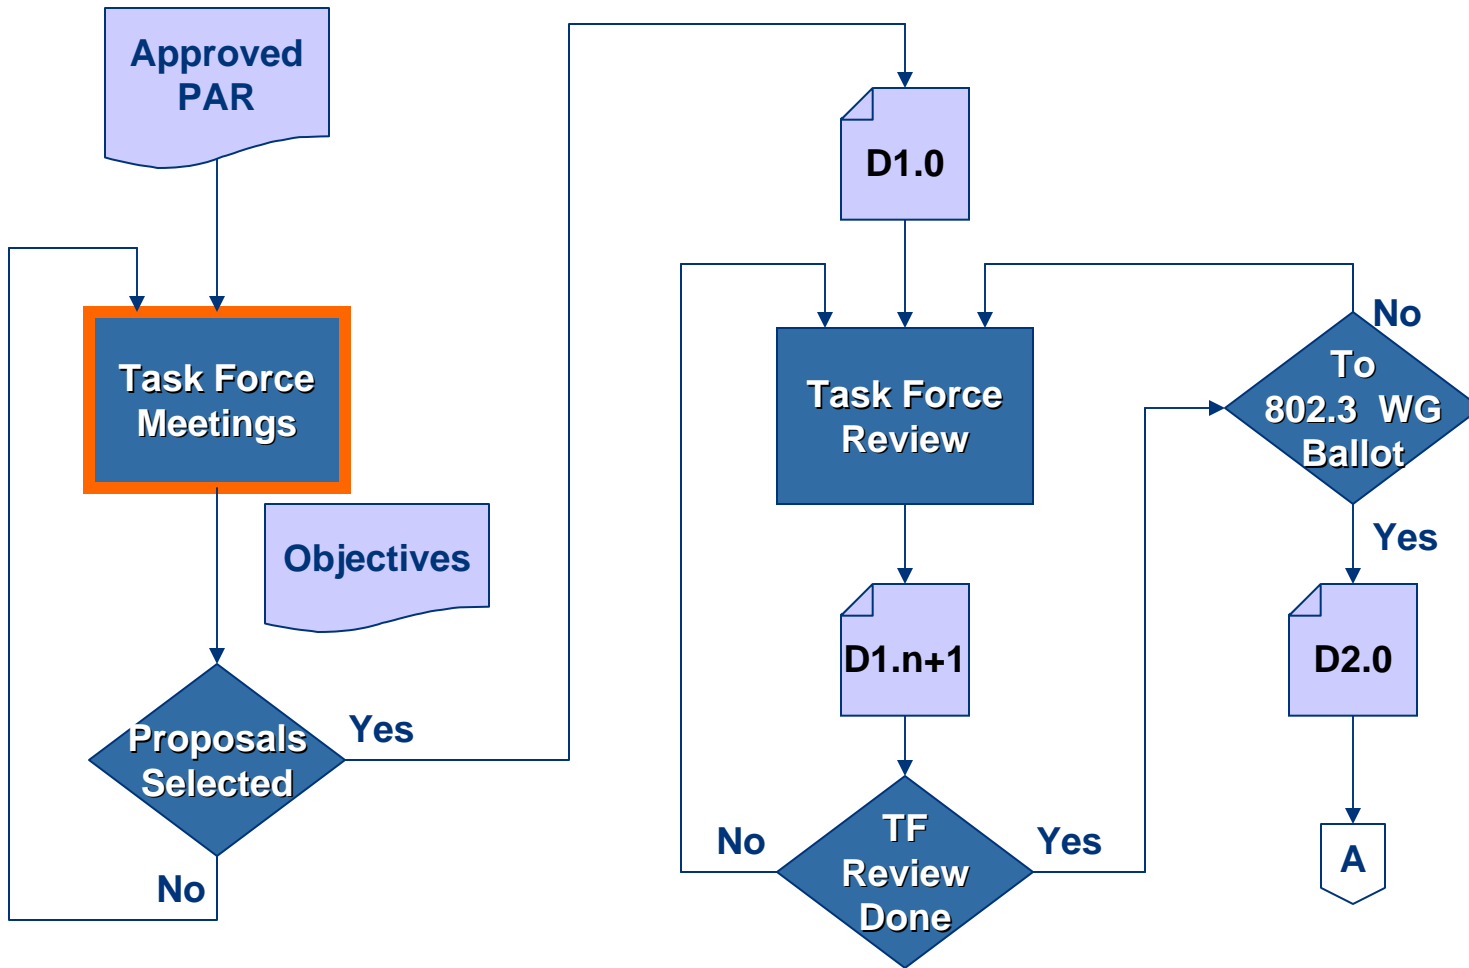 Approved
PAR
Task Force
Meetings
Objectives
Proposals
Selected
Yes
No
D1.0
Task Force
Review
D1.n+1
TF
Review
Done
No
Yes
To
802.3 WG
Ballot
No
Yes
D2.0
A